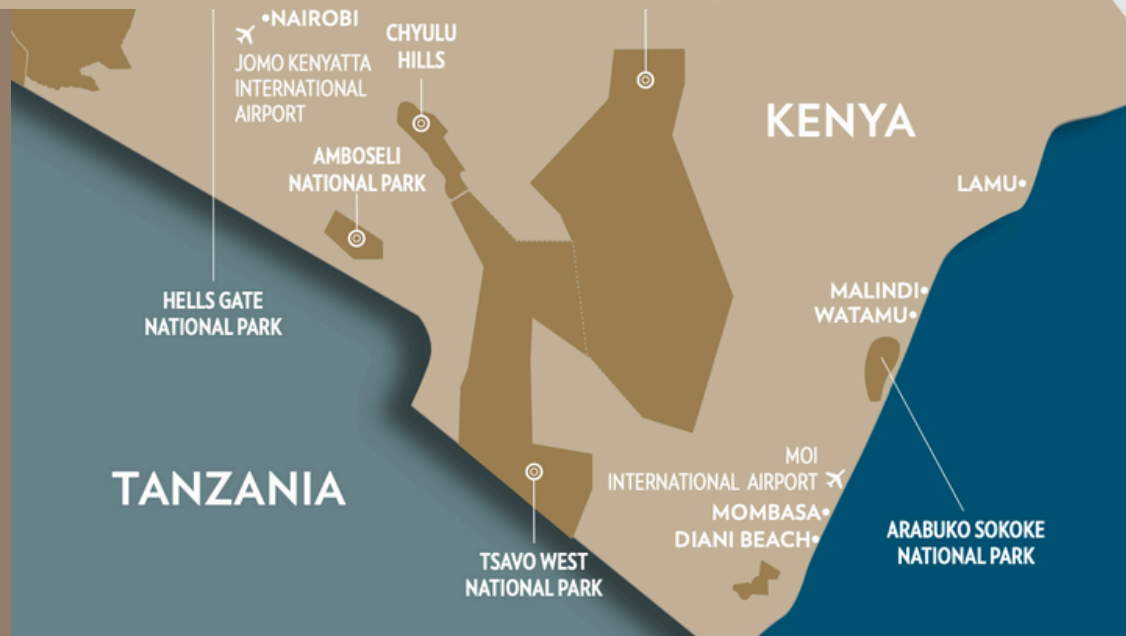 •NAIROBI
JOMO KENYATTA
INTERNATIONAL
AIRPORT
CHYULU
HILLS
KENYA
AMBOSELI
NATIONAL PARK
LAMU•
HELLS GATE
NATIONAL PARK
MALINDI•
WATAMU•
TANZANIA
MOI
INTERNATIONAL AIRPORT
MOMBASA•
DIANI BEACH•
ARABUKO SOKOKE
NATIONAL PARK
TSAVO WEST
NATIONAL PARK